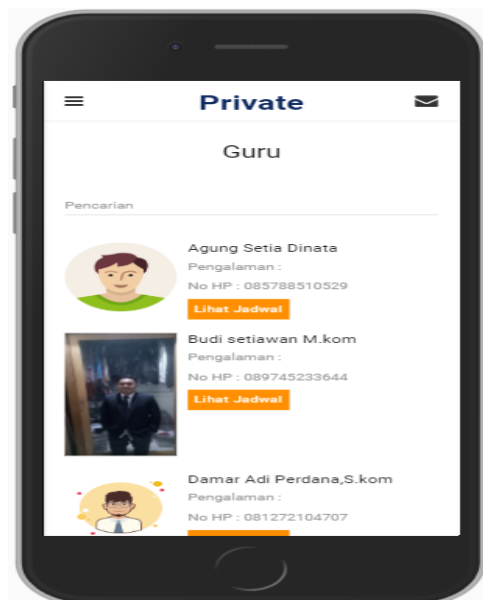 Private
Guru
Pencarian
Agung Setia Dinata
Pengalaman :
No HP : 085788510529
Lihat Jadwal
Budi setiawan M.kom
Pengalaman :
No HP : 089745233644
Lihat Jadwal
Damar Adi Perdana,S.kom
Pengalaman :
No HP : 081272104707